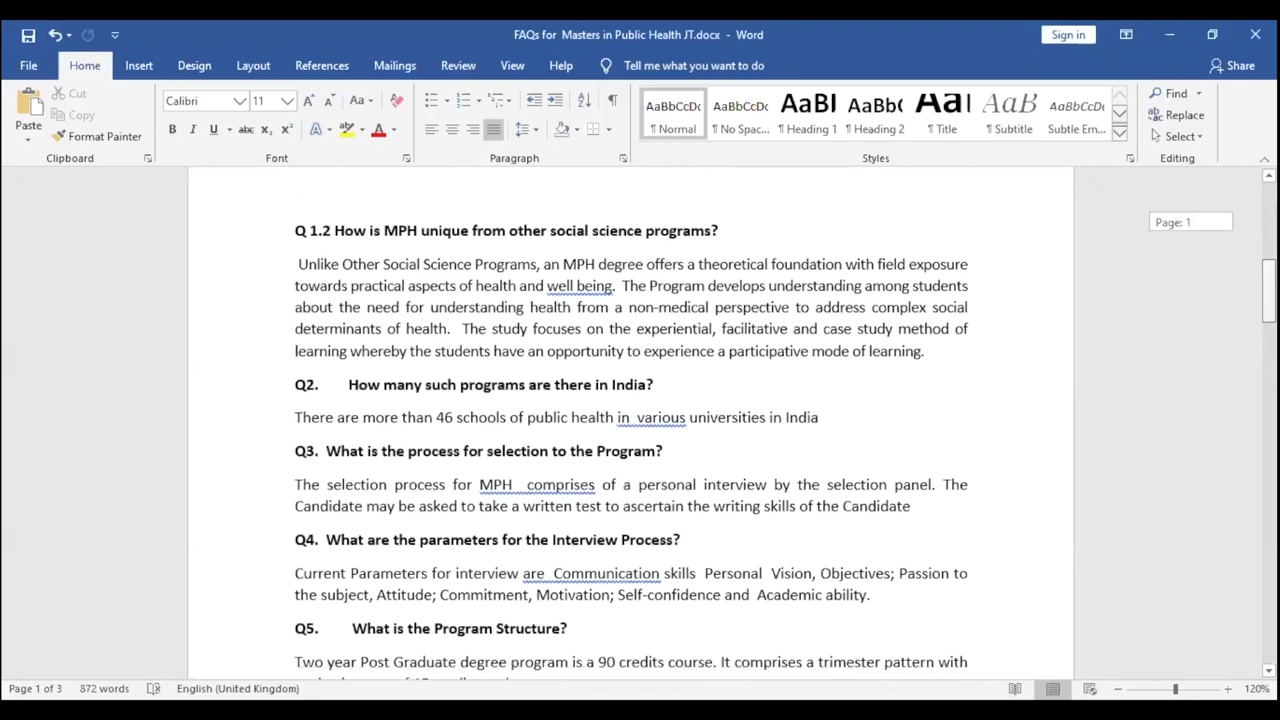 FAQs for Masters in Public Health JT.docx - Word
Sign in
File Home Insert Design Layout References Mailings Review View Help Tell me what you want to do Share
Paste
Cut
Copy
Format Painter
Clipboard
Calibri 11
Font
Paragraph
AaBbCcDc AaBbCcDc AaBl AaBbC AaBl AaB AaBbCcDc
¶ Normal ¶ No Spac... ¶ Heading 1 ¶ Heading 2 ¶ Title ¶ Subtitle Subtle Em...
Styles
Find
Replace
Select
Editing
Page: 1
Q 1.2 How is MPH unique from other social science programs?
Unlike Other Social Science Programs, an MPH degree offers a theoretical foundation with field exposure
towards practical aspects of health and well being. The Program develops understanding among students
about the need for understanding health from a non-medical perspective to address complex social
determinants of health. The study focuses on the experiential, facilitative and case study method of
learning whereby the students have an opportunity to experience a participative mode of learning.
Q2. How many such programs are there in India?
There are more than 46 schools of public health in various universities in India
Q3. What is the process for selection to the Program?
The selection process for MPH comprises of a personal interview by the selection panel. The
Candidate may be asked to take a written test to ascertain the writing skills of the Candidate
Q4. What are the parameters for the Interview Process?
Current Parameters for interview are Communication skills Personal Vision, Objectives; Passion to
the subject, Attitude; Commitment, Motivation; Self-confidence and Academic ability.
Q5. What is the Program Structure?
Two year Post Graduate degree program is a 90 credits course. It comprises a trimester pattern with
Page 1 of 3 872 words English (United Kingdom) 120%